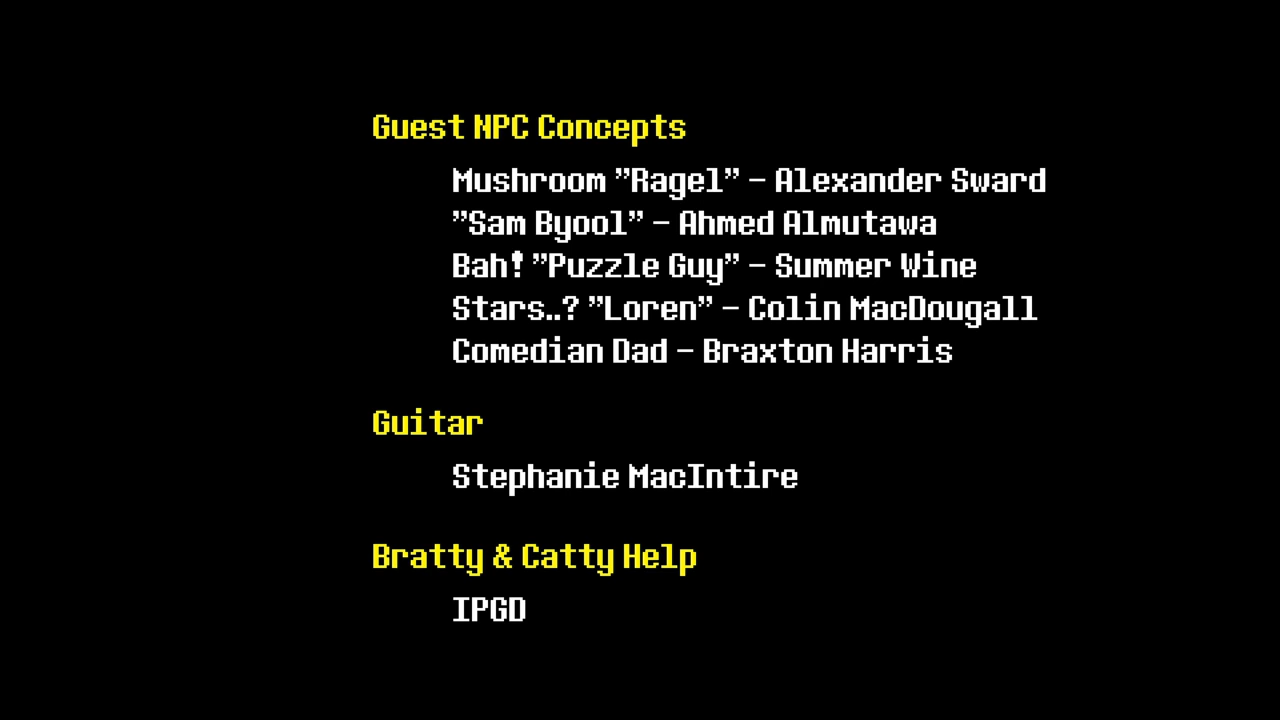 Guest NPC Concepts
Mushroom ”Ragel” – Alexander Sward
”Sam Byool” – Ahmed Almutawa
Bah! ”Puzzle Guy” – Summer Wine
Stars..? ”Loren” – Colin MacDougall
Comedian Dad – Braxton Harris
Guitar
Stephanie MacIntire
Bratty & Catty Help
IPGD